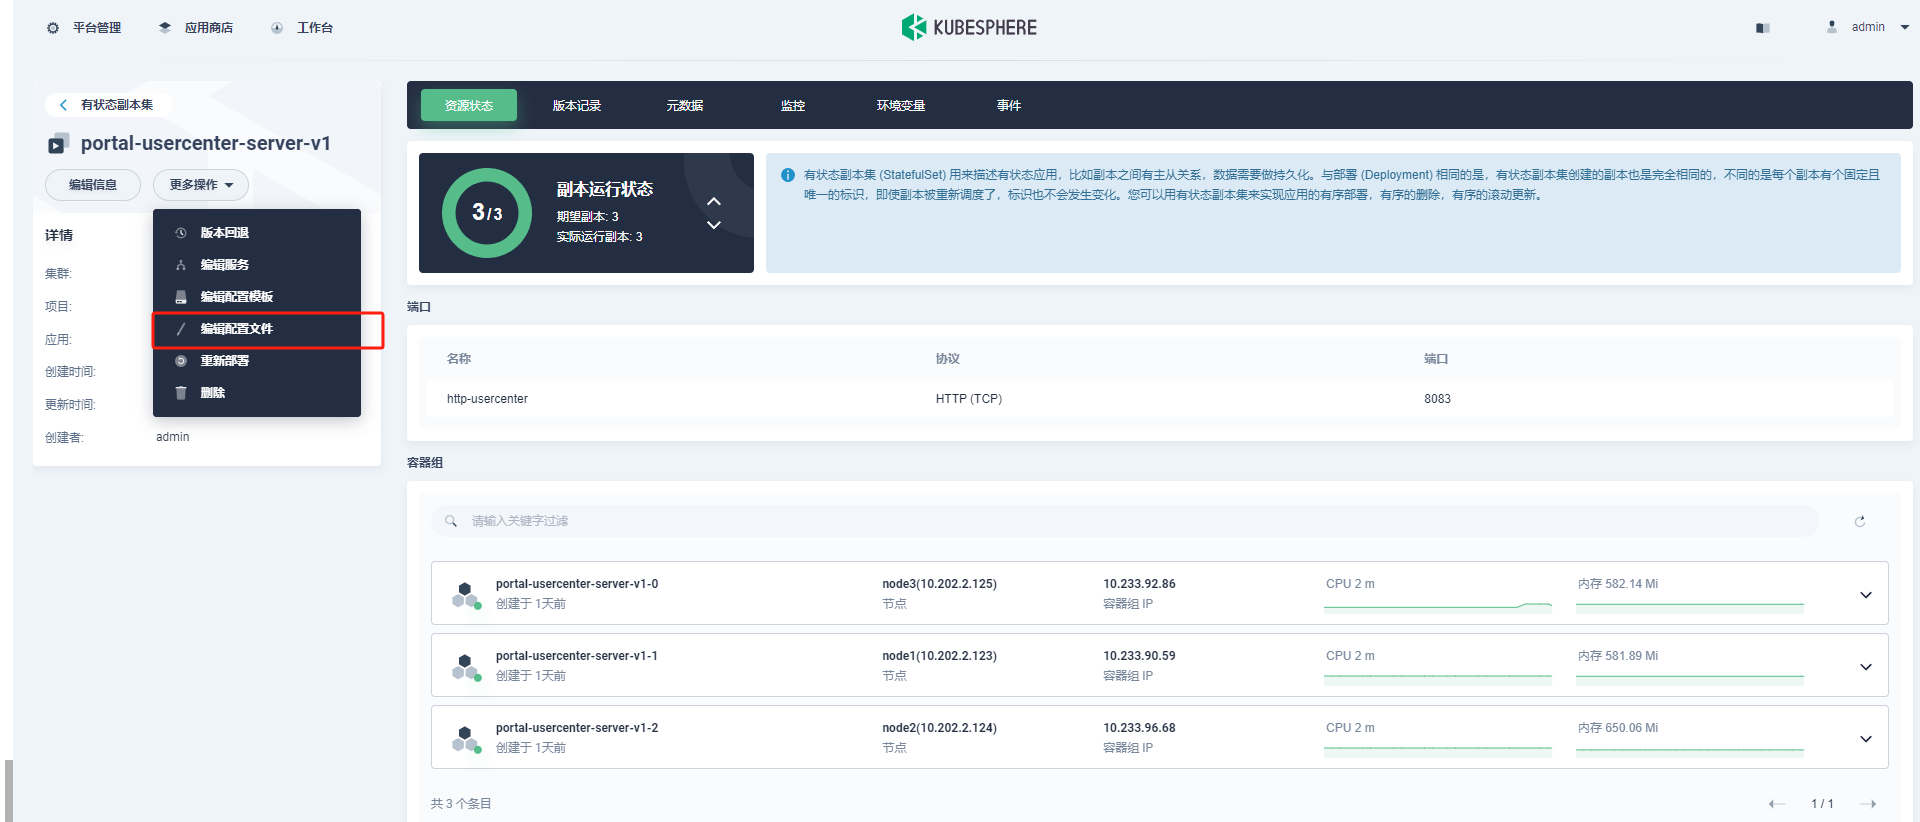 平台管理
应用商店
工作台
KUBESPHERE
admin
有状态副本集
portal-usercenter-server-v1
编辑信息
更多操作
版本回退
编辑服务
编辑配置模板
编辑配置文件
重新部署
删除
详情
集群:
项目:
应用:
创建时间:
更新时间:
创建者:
admin
资源状态
版本记录
元数据
监控
环境变量
事件
3/3
副本运行状态
期望副本: 3
实际运行副本: 3
有状态副本集 (StatefulSet) 用来描述有状态应用，比如副本之间有主从关系，数据需要做持久化。与部署 (Deployment) 相同的是，有状态副本集创建的副本也是完全相同的，不同的是每个副本有个固定且
唯一的标识，即使副本被重新调度了，标识也不会发生变化。您可以用有状态副本集来实现应用的有序部署，有序的删除，有序的滚动更新。
端口
名称 协议 端口
http-usercenter HTTP (TCP) 8083
容器组
请输入关键字过滤
portal-usercenter-server-v1-0 node3(10.202.2.125) 10.233.92.86 CPU 2 m 内存 582.14 Mi
创建于 1天前 节点 容器组 IP
portal-usercenter-server-v1-1 node1(10.202.2.123) 10.233.90.59 CPU 2 m 内存 581.89 Mi
创建于 1天前 节点 容器组 IP
portal-usercenter-server-v1-2 node2(10.202.2.124) 10.233.96.68 CPU 2 m 内存 650.06 Mi
创建于 1天前 节点 容器组 IP
共 3 个条目
1 / 1